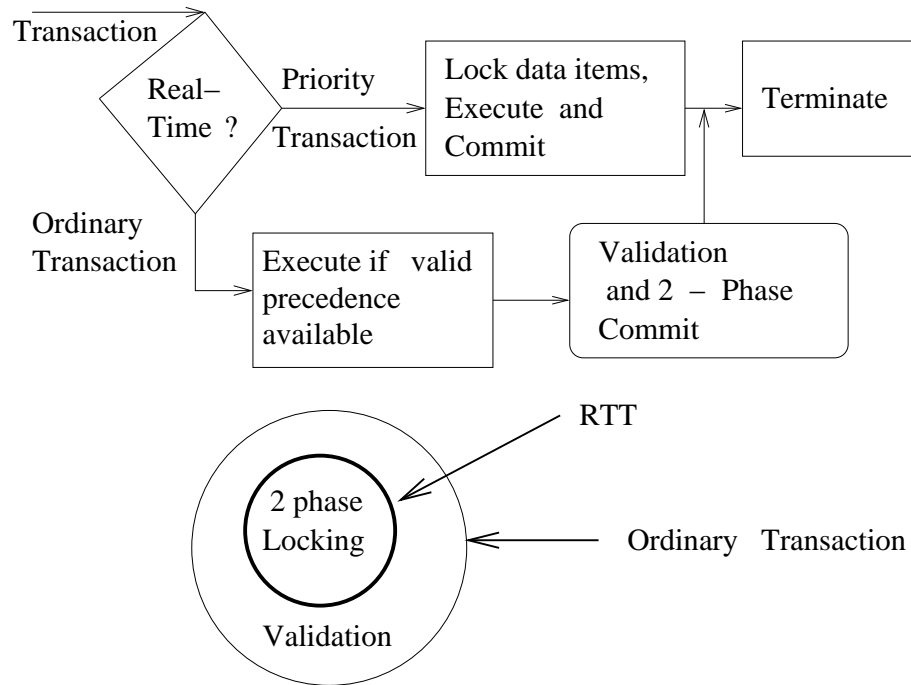 Transaction
Real–
Time ?
Priority
Transaction
Lock data items,
Execute and
Commit
Terminate
Ordinary
Transaction
Execute if valid
precedence
available
Validation
and 2 – Phase
Commit
RTT
2 phase
Locking
Ordinary Transaction
Validation